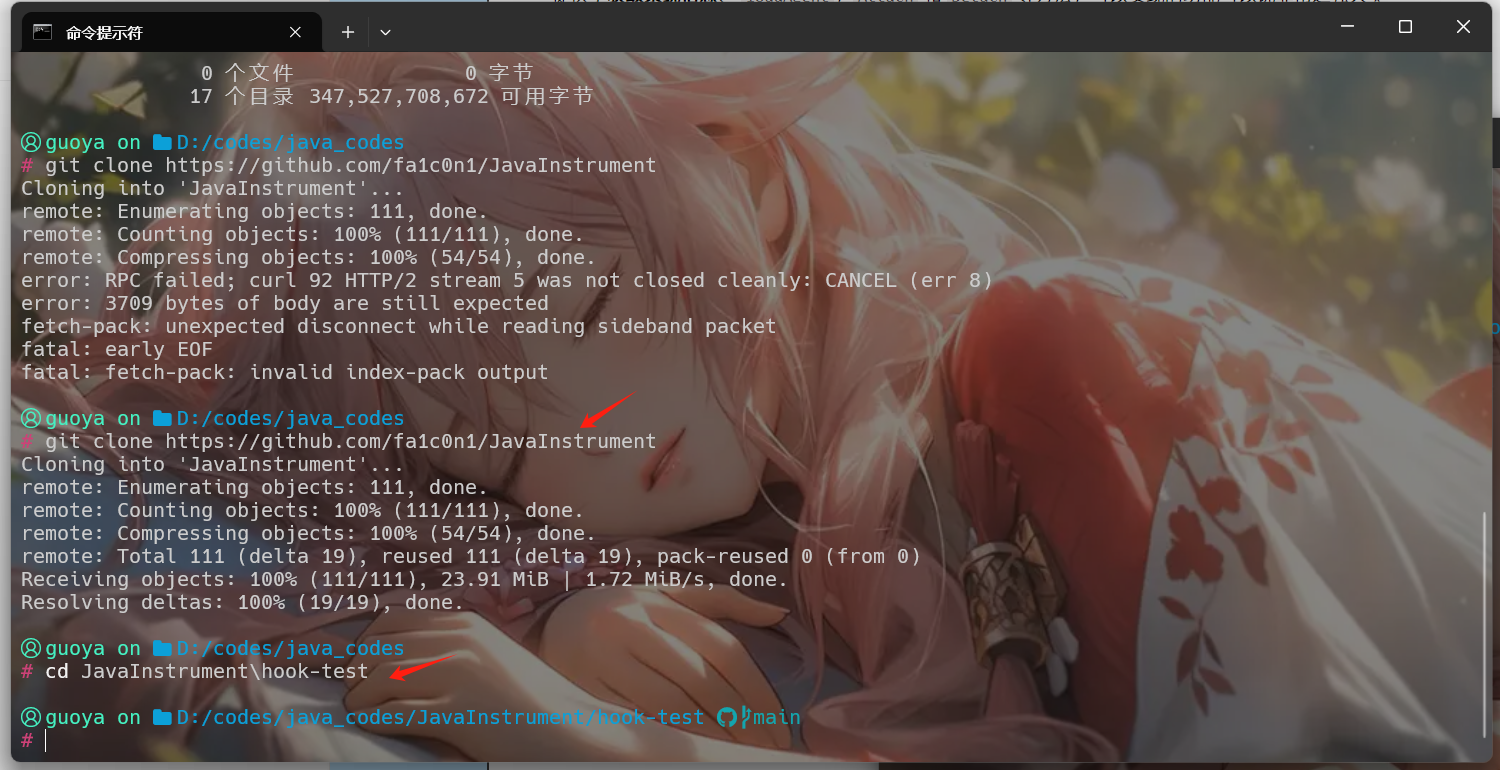 命令提示符
0 个文件 0 字节
17 个目录 347,527,708,672 可用字节
guoya on D:/codes/java_codes
# git clone https://github.com/fa1c0n1/JavaInstrument
Cloning into 'JavaInstrument'...
remote: Enumerating objects: 111, done.
remote: Counting objects: 100% (111/111), done.
remote: Compressing objects: 100% (54/54), done.
error: RPC failed; curl 92 HTTP/2 stream 5 was not closed cleanly: CANCEL (err 8)
error: 3709 bytes of body are still expected
fetch-pack: unexpected disconnect while reading sideband packet
fatal: early EOF
fatal: fetch-pack: invalid index-pack output
guoya on D:/codes/java_codes
# git clone https://github.com/fa1c0n1/JavaInstrument
Cloning into 'JavaInstrument'...
remote: Enumerating objects: 111, done.
remote: Counting objects: 100% (111/111), done.
remote: Compressing objects: 100% (54/54), done.
remote: Total 111 (delta 19), reused 111 (delta 19), pack-reused 0 (from 0)
Receiving objects: 100% (111/111), 23.91 MiB | 1.72 MiB/s, done.
Resolving deltas: 100% (19/19), done.
guoya on D:/codes/java_codes
# cd JavaInstrument\hook-test
guoya on D:/codes/java_codes/JavaInstrument/hook-test main
#